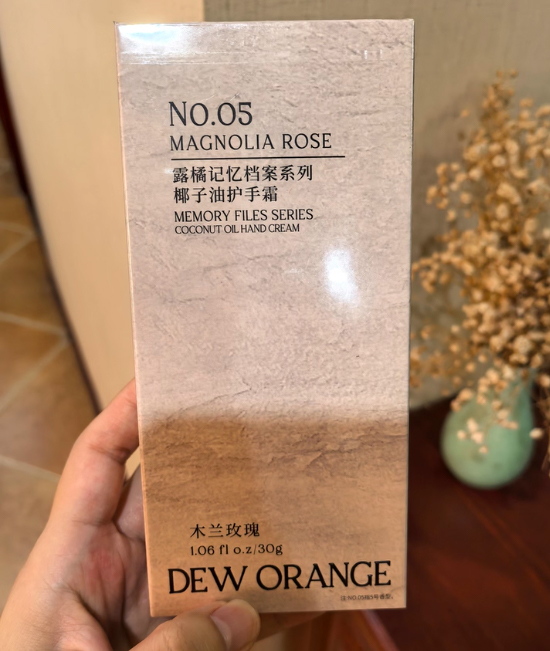 NO.05
MAGNOLIA ROSE
露橘记忆档案系列
椰子油护手霜
MEMORY FILES SERIES
COCONUT OIL HAND CREAM
木兰玫瑰
1.06 fl o.z/30g
DEW ORANGE